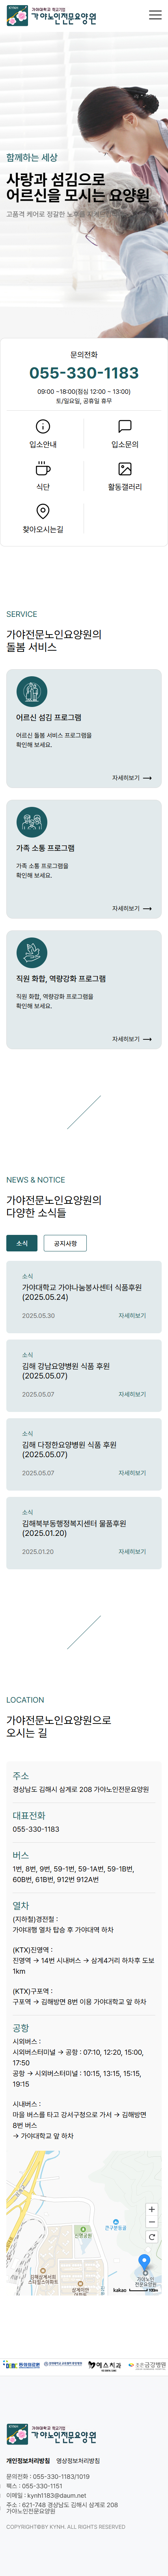 가야대학교 학교기업
가야노인전문요양원
함께하는 세상
사랑과 섬김으로
어르신을 모시는 요양원
문의전화
055-330-1183
09:00 ~18:00(점심 12:00 ~ 13:00)
토/일요일, 공휴일 휴무
입소안내
입소문의
식단
활동갤러리
찾아오시는길
SERVICE
가야전문노인요양원의
돌봄 서비스
어르신 섬김 프로그램
어르신 돌봄 서비스 프로그램을
확인해 보세요.
자세히보기
가족 소통 프로그램
가족 소통 프로그램을
확인해 보세요.
자세히보기
직원 화합, 역량강화 프로그램
직원 화합, 역량강화 프로그램을
확인해 보세요.
자세히보기
NEWS & NOTICE
가야전문노인요양원의
다양한 소식들
소식
공지사항
소식
가야대학교 가야나눔봉사센터 식품후원
(2025.05.24)
2025.05.30
자세히보기
소식
김해 강남요양병원 식품 후원
(2025.05.07)
2025.05.07
자세히보기
소식
김해 다정한요양병원 식품 후원
(2025.05.07)
2025.05.07
자세히보기
소식
김해북부동행정복지센터 물품후원
(2025.01.20)
2025.01.20
자세히보기
LOCATION
가야전문노인요양원으로
오시는 길
주소
경상남도 김해시 삼계로 208 가야노인전문요양원
대표전화
055-330-1183
버스
1번, 8번, 9번, 59-1번, 59-1A번, 59-1B번,
60B번, 61B번, 912번 912A번
열차
(지하철)경전철 :
가야대행 열차 탑승 후 가야대역 하차
(KTX)진영역 :
진영역 → 14번 시내버스 → 삼계4거리 하차후 도보
1km
(KTX)구포역 :
구포역 → 김해방면 8번 이용 가야대학교 앞 하차
공항
시외버스 :
시외버스터미널 → 공항 : 07:10, 12:20, 15:00,
17:50
공항 → 시외버스터미널 : 10:15, 13:15, 15:15,
19:15
시내버스 :
마을 버스를 타고 강서구청으로 가서 → 김해방면
8번 버스
→ 가야대학교 앞 하차
가야노인
전문요양원
kakao
가야대학교 학교기업
가야노인전문요양원
개인정보처리방침
영상정보처리방침
문의전화 : 055-330-1183/1019
팩스 : 055-330-1151
이메일 : kynh1183@daum.net
주소 : 621-748 경상남도 김해시 삼계로 208
가야노인전문요양원
COPYRIGHT©BY KYNH. ALL RIGHTS RESERVED